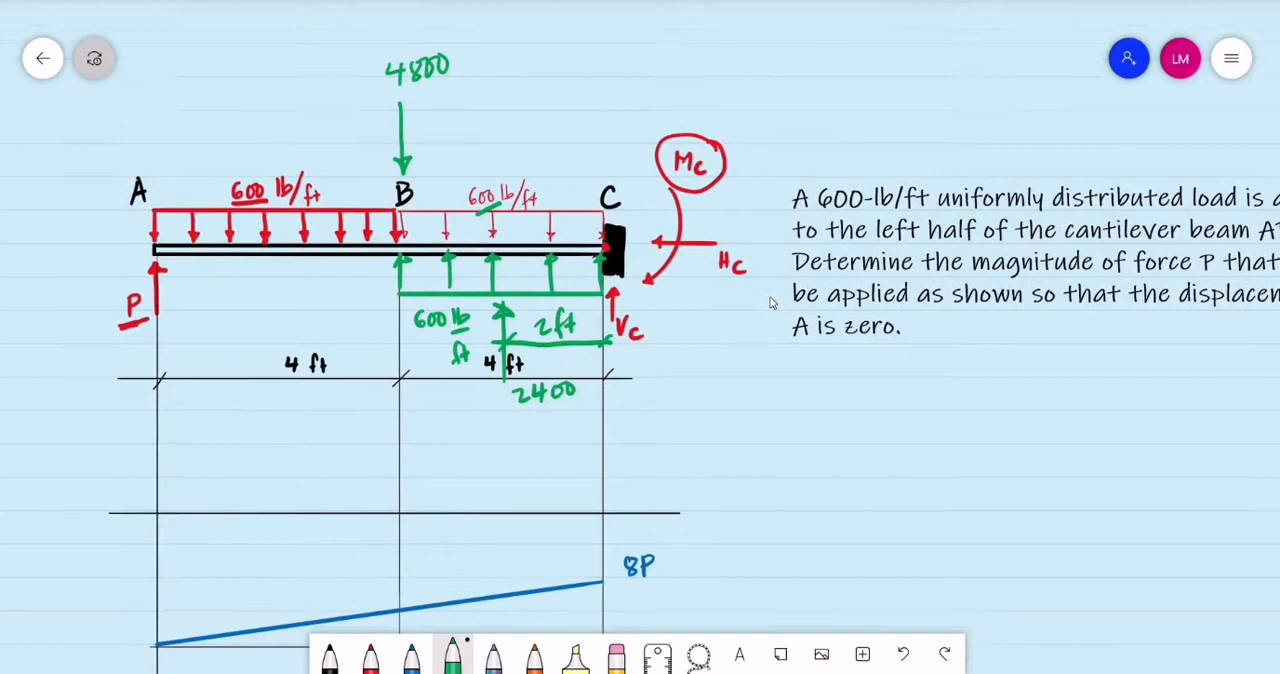 LM
4800
A
600 lb/ft
B
600 lb/ft
C
Mc
Hc
P
600 lb
ft
2 ft
Vc
4 ft
4 ft
2400
8P
A 600-lb/ft uniformly distributed load is
to the left half of the cantilever beam
Determine the magnitude of force P that
be applied as shown so that the displacem
A is zero.
A